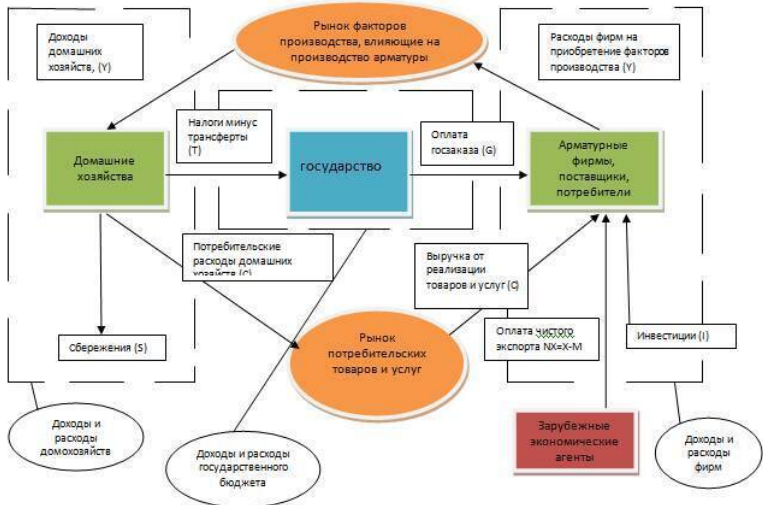 Доходы
домашних
хозяйств, (Y)
Рынок факторов
производства, влияющие на
производство арматуры
Расходы фирм на
приобретение факторов
производства (Y)
Налоги минус
трансферты
(T)
Оплата
госзаказа (G)
Домашние
хозяйства
государство
Арматурные
фирмы,
поставщики,
потребители
Потребительские
расходы домашних
хозяйств (C)
Выручка от
реализации
товаров и услуг (C)
Сбережения (S)
Рынок
потребительских
товаров и услуг
Оплата чистого
экспорта NX=X-M
Инвестиции (I)
Доходы и
расходы
домохозяйств
Доходы и расходы
государственного
бюджета
Зарубежные
экономические
агенты
Доходы и
расходы
фирм